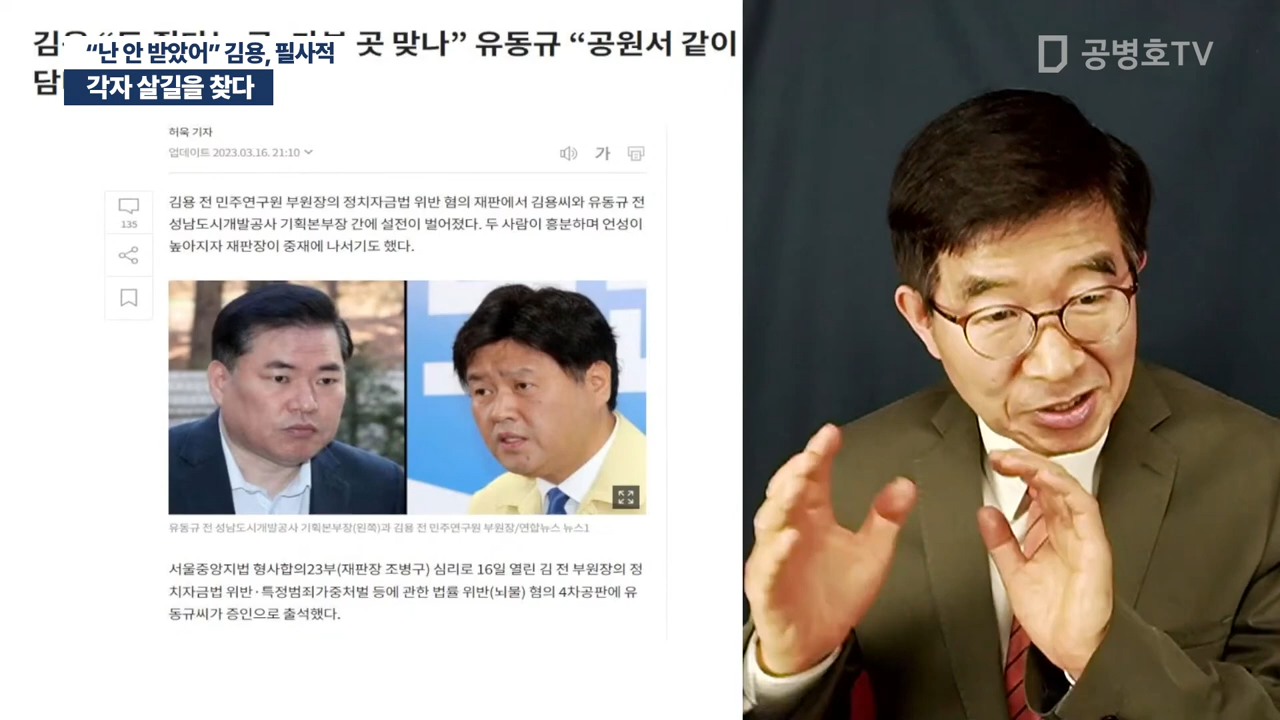 곳 맞나” 유동규 “공원서 같이
“난 안 받았어” 김용, 필사적
각자 살길을 찾다
공병호TV
허욱 기자
업데이트 2023.03.16. 21:10
가
135
김용 전 민주연구원 부원장의 정치자금법 위반 혐의 재판에서 김용씨와 유동규 전
성남도시개발공사 기획본부장 간에 설전이 벌어졌다. 두 사람이 흥분하며 언성이
높아지자 재판장이 중재에 나서기도 했다.
유동규 전 성남도시개발공사 기획본부장(왼쪽)과 김용 전 민주연구원 부원장/연합뉴스 뉴스1
서울중앙지법 형사합의23부(재판장 조병구) 심리로 16일 열린 김 전 부원장의 정
치자금법 위반·특정범죄가중처벌 등에 관한 법률 위반(뇌물) 혐의 4차공판에 유
동규씨가 증인으로 출석했다.